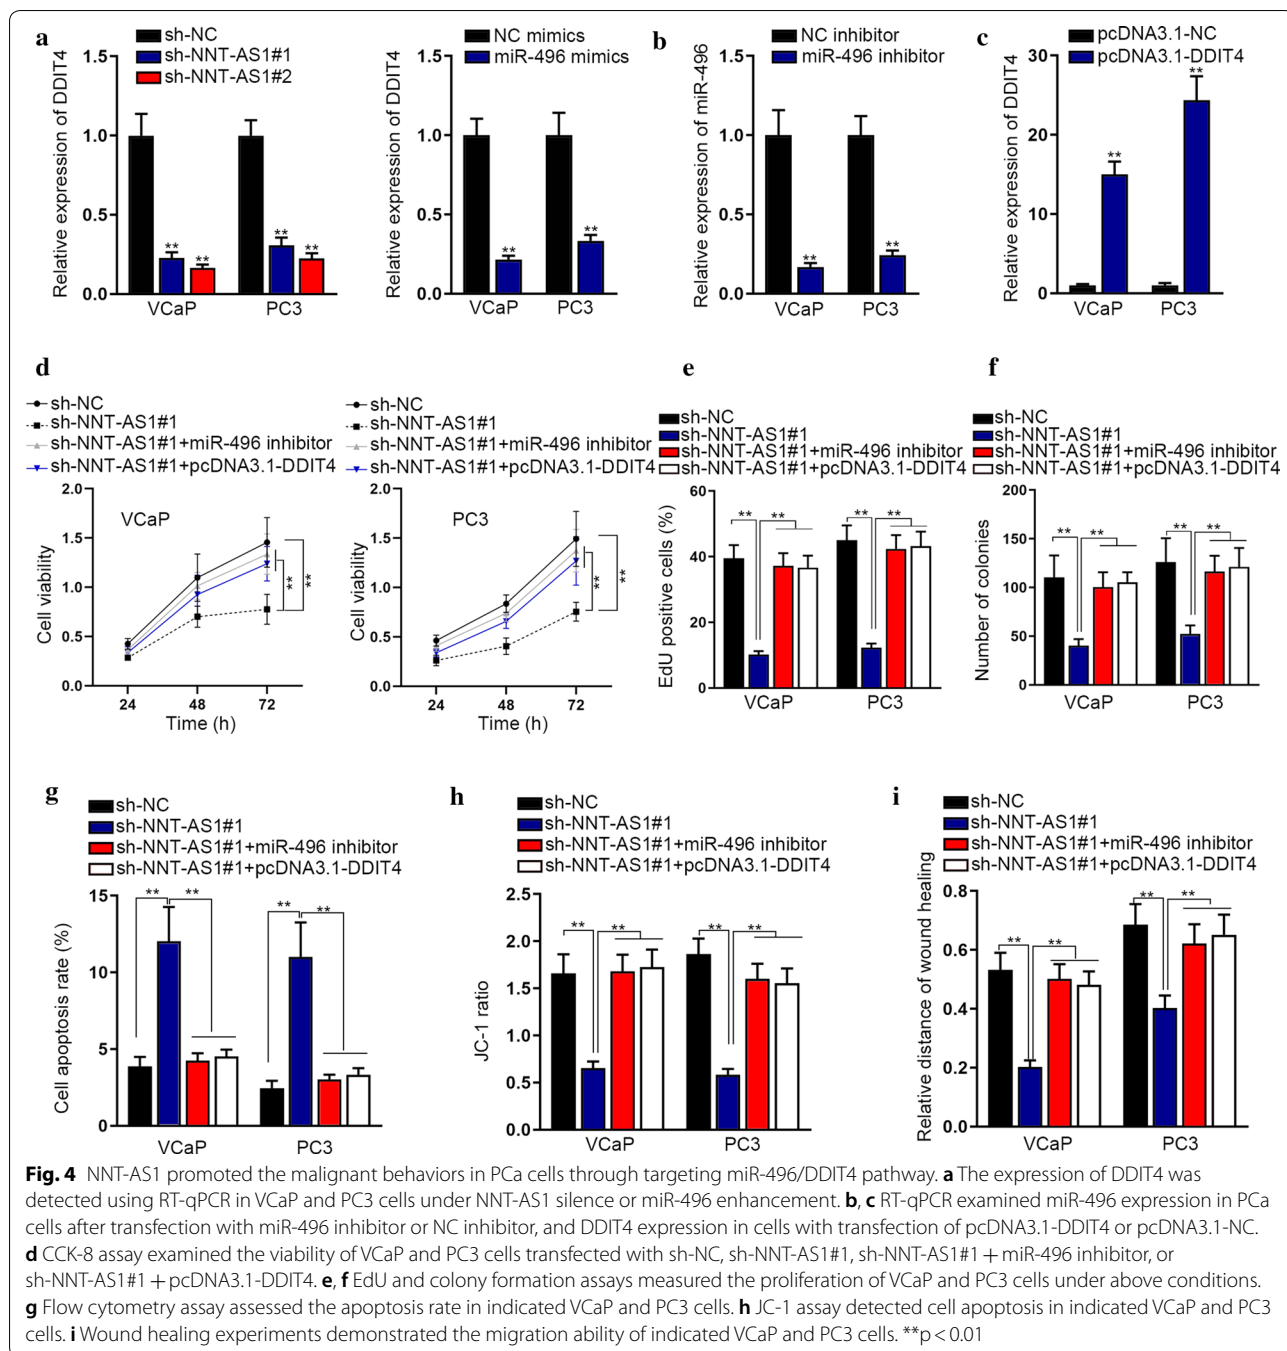 a
sh-NC
sh-NNT-AS1#1
sh-NNT-AS1#2
Relative expression of DDIT4
1.5
1.0
0.5
0.0
** ** ** **
VCaP PC3
NC mimics
miR-496 mimics
Relative expression of DDIT4
1.5
1.0
0.5
0.0
** **
VCaP PC3
b
NC inhibitor
miR-496 inhibitor
Relative expression of miR-496
1.5
1.0
0.5
0.0
** **
VCaP PC3
c
pcDNA3.1-NC
pcDNA3.1-DDIT4
Relative expression of DDIT4
30
20
10
0
** **
VCaP PC3
d
sh-NC
sh-NNT-AS1#1
sh-NNT-AS1#1+miR-496 inhibitor
sh-NNT-AS1#1+pcDNA3.1-DDIT4
VCaP
Cell viability
2.0
1.5
1.0
0.5
0.0
** **
24 48 72
Time (h)
sh-NC
sh-NNT-AS1#1
sh-NNT-AS1#1+miR-496 inhibitor
sh-NNT-AS1#1+pcDNA3.1-DDIT4
PC3
Cell viability
2.0
1.5
1.0
0.5
0.0
** **
24 48 72
Time (h)
e
sh-NC
sh-NNT-AS1#1
sh-NNT-AS1#1+miR-496 inhibitor
sh-NNT-AS1#1+pcDNA3.1-DDIT4
EdU positive cells (%)
60
40
20
0
** ** ** **
VCaP PC3
f
sh-NC
sh-NNT-AS1#1
sh-NNT-AS1#1+miR-496 inhibitor
sh-NNT-AS1#1+pcDNA3.1-DDIT4
Number of colonies
200
150
100
50
0
** ** ** **
VCaP PC3
g
sh-NC
sh-NNT-AS1#1
sh-NNT-AS1#1+miR-496 inhibitor
sh-NNT-AS1#1+pcDNA3.1-DDIT4
Cell apoptosis rate (%)
15
10
5
0
** ** ** **
VCaP PC3
h
sh-NC
sh-NNT-AS1#1
sh-NNT-AS1#1+miR-496 inhibitor
sh-NNT-AS1#1+pcDNA3.1-DDIT4
JC-1 ratio
2.5
2.0
1.5
1.0
0.5
0.0
** ** ** **
VCaP PC3
i
sh-NC
sh-NNT-AS1#1
sh-NNT-AS1#1+miR-496 inhibitor
sh-NNT-AS1#1+pcDNA3.1-DDIT4
Relative distance of wound healing
0.8
0.6
0.4
0.2
0.0
** ** ** **
VCaP PC3
Fig. 4 NNT-AS1 promoted the malignant behaviors in PCa cells through targeting miR-496/DDIT4 pathway. a The expression of DDIT4 was
detected using RT-qPCR in VCaP and PC3 cells under NNT-AS1 silence or miR-496 enhancement. b, c RT-qPCR examined miR-496 expression in PCa
cells after transfection with miR-496 inhibitor or NC inhibitor, and DDIT4 expression in cells with transfection of pcDNA3.1-DDIT4 or pcDNA3.1-NC.
d CCK-8 assay examined the viability of VCaP and PC3 cells transfected with sh-NC, sh-NNT-AS1#1, sh-NNT-AS1#1 + miR-496 inhibitor, or
sh-NNT-AS1#1 + pcDNA3.1-DDIT4. e, f EdU and colony formation assays measured the proliferation of VCaP and PC3 cells under above conditions.
g Flow cytometry assay assessed the apoptosis rate in indicated VCaP and PC3 cells. h JC-1 assay detected cell apoptosis in indicated VCaP and PC3
cells. i Wound healing experiments demonstrated the migration ability of indicated VCaP and PC3 cells. **p < 0.01